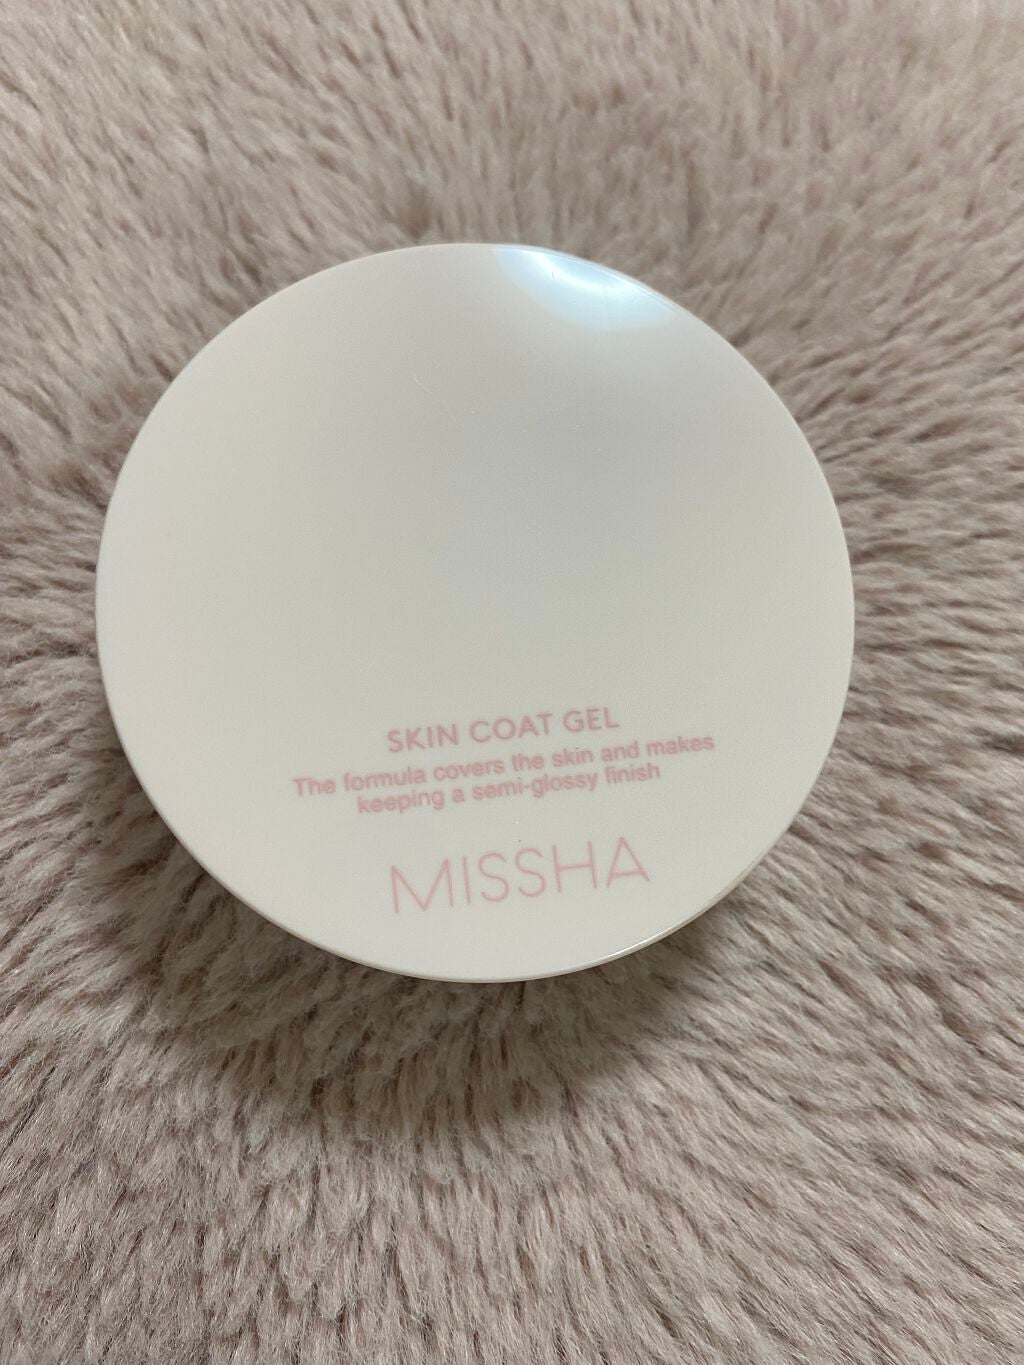 SKIN COAT GEL
The formula covers the skin and makes
keeping a semi-glossy finish
MISSHA